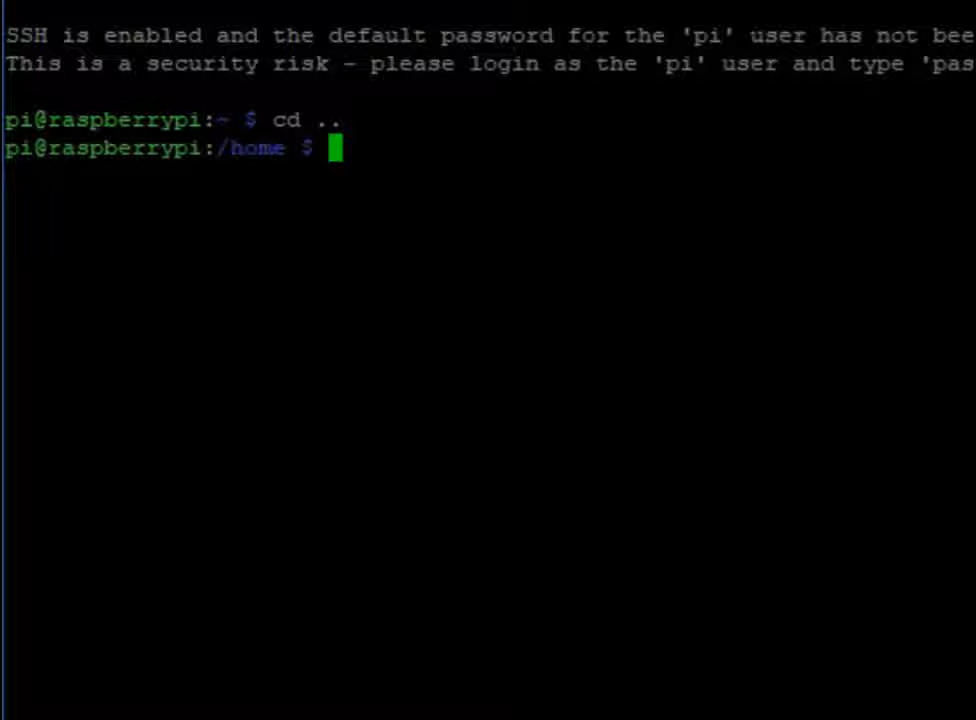 SSH is enabled and the default password for the 'pi' user has not bee
This is a security risk - please login as the 'pi' user and type 'pas
pi@raspberrypi:~ $ cd ..
pi@raspberrypi:/home $